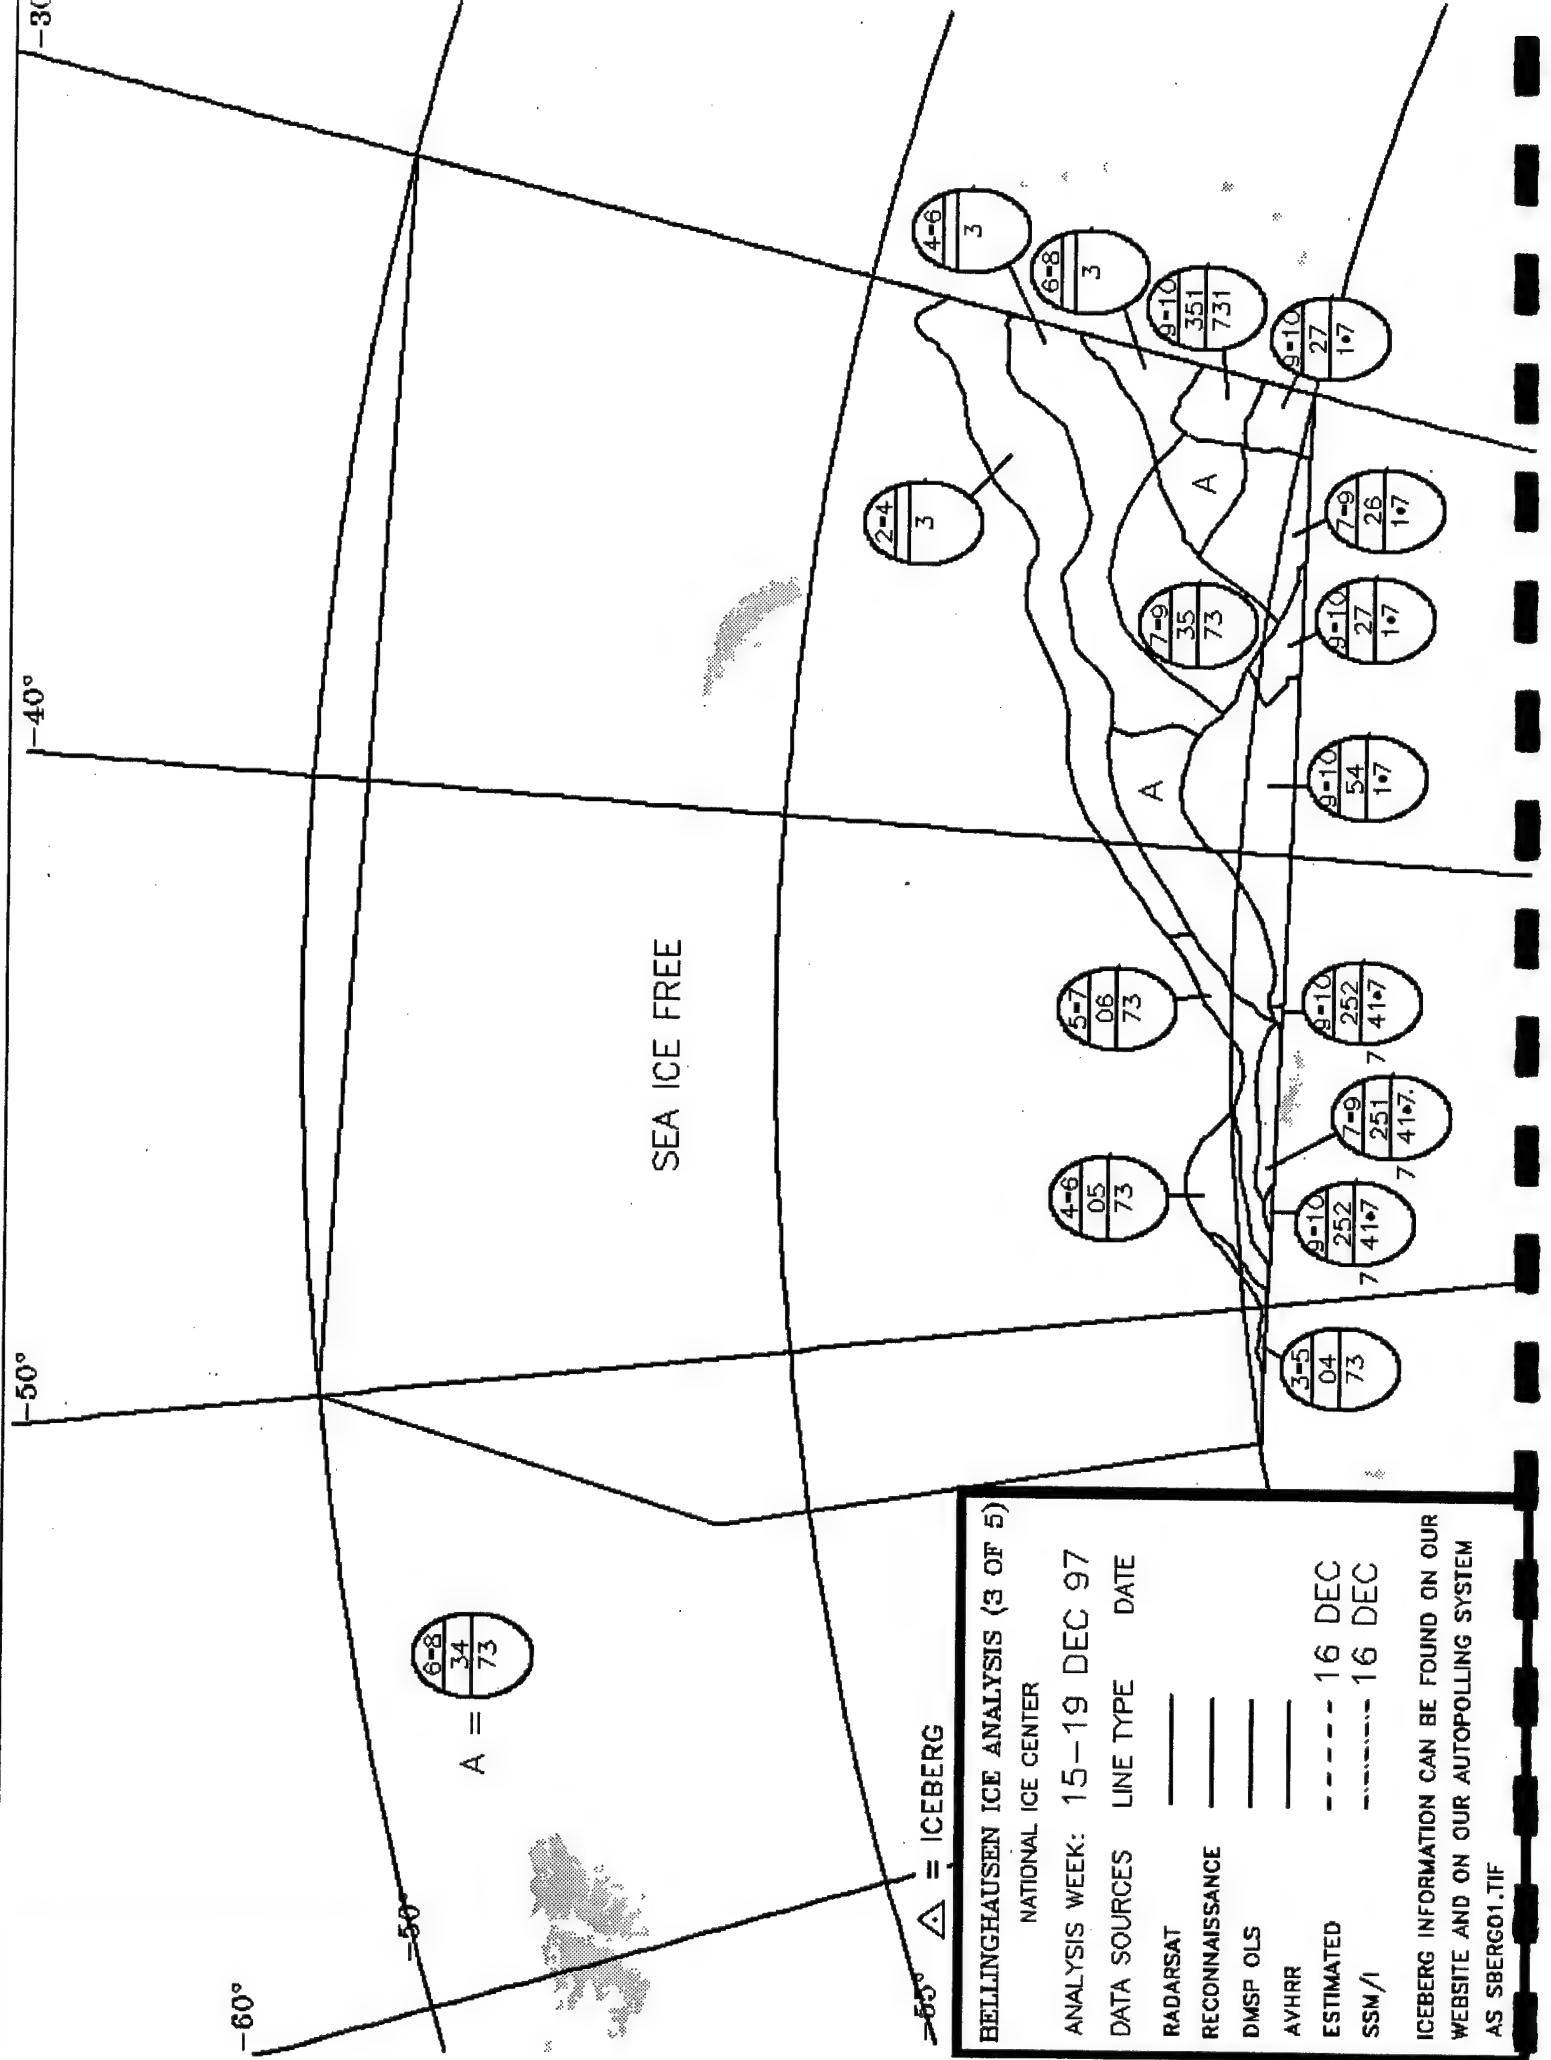 -50°
-40°
-30
-60°
-50°
6-8
A = 34
73
SEA ICE FREE
-55°
= ICEBERG
2-4
3
4-6
3
6-8
3
9-10
351
731
9-10
27
1•7
A
A
7-9
35
73
5-7
06
73
4-6
05
73
7-9
26
1•7
9-10
27
1•7
9-10
54
1•7
9-10
252
41•7
7
7-9
251
41•7
7
9-10
252
41•7
7
3-5
04
73
BELLINGHAUSEN ICE ANALYSIS (3 OF 5)
NATIONAL ICE CENTER
ANALYSIS WEEK: 15-19 DEC 97
DATA SOURCES LINE TYPE DATE
RADARSAT
RECONNAISSANCE
DMSP OLS
AVHRR
ESTIMATED 16 DEC
SSM/I 16 DEC
ICEBERG INFORMATION CAN BE FOUND ON OUR
WEBSITE AND ON OUR AUTOPOLLING SYSTEM
AS SBERG01.TIF